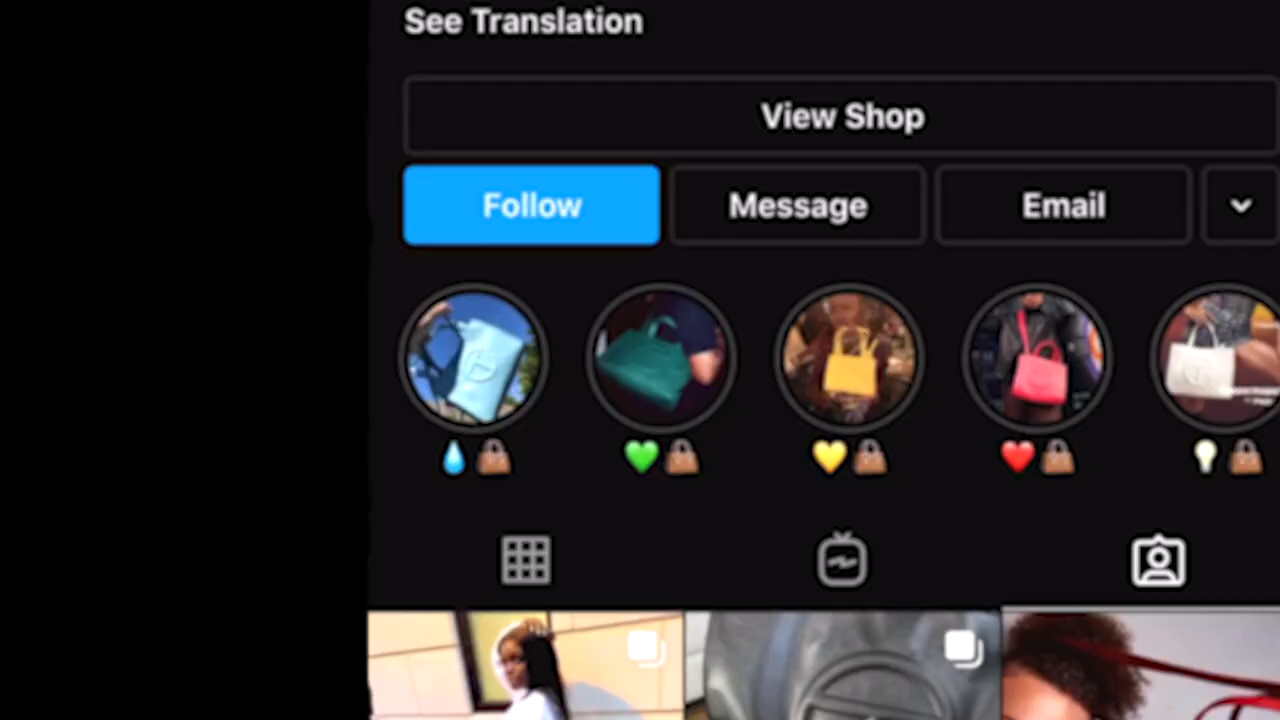 See Translation
View Shop
Follow
Message
Email
💧👜
💚👜
💛👜
❤️👜
💡👜